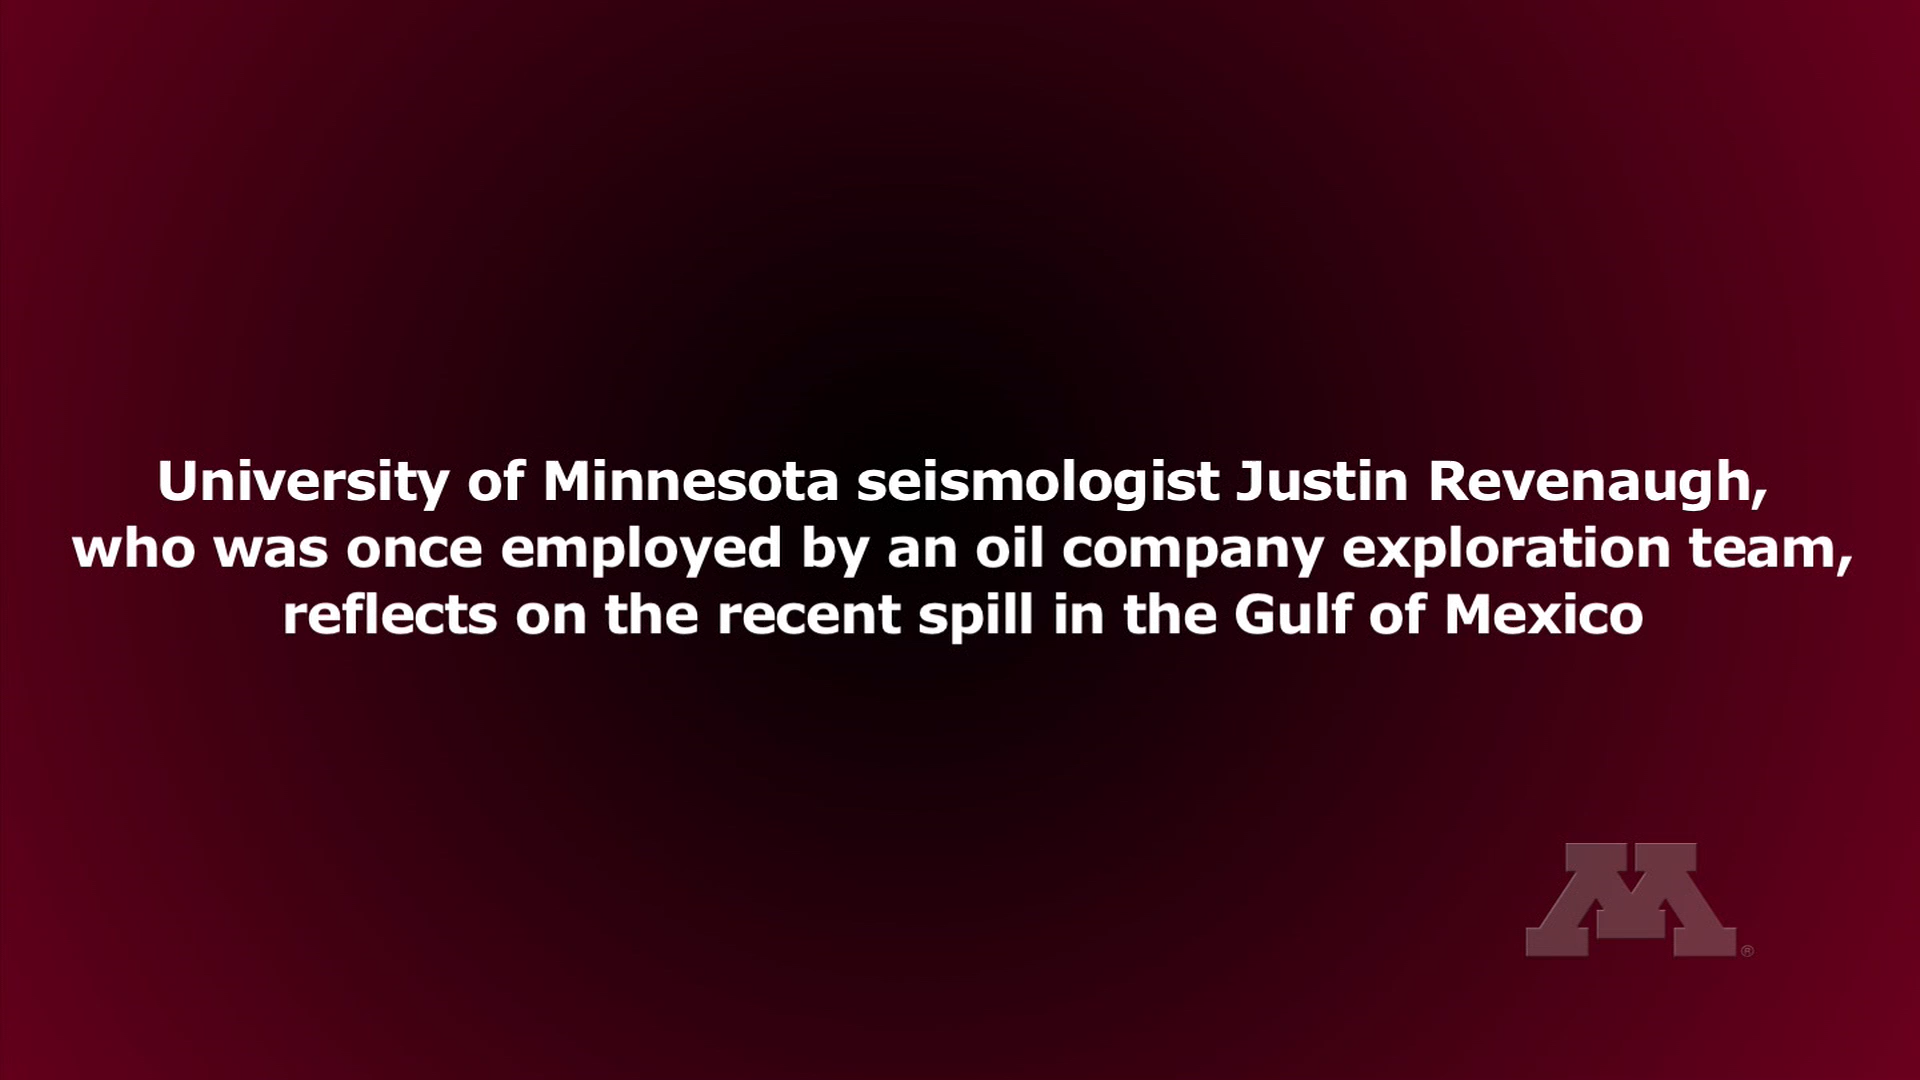 University of Minnesota seismologist Justin Revenaugh,
who was once employed by an oil company exploration team,
reflects on the recent spill in the Gulf of Mexico
M®